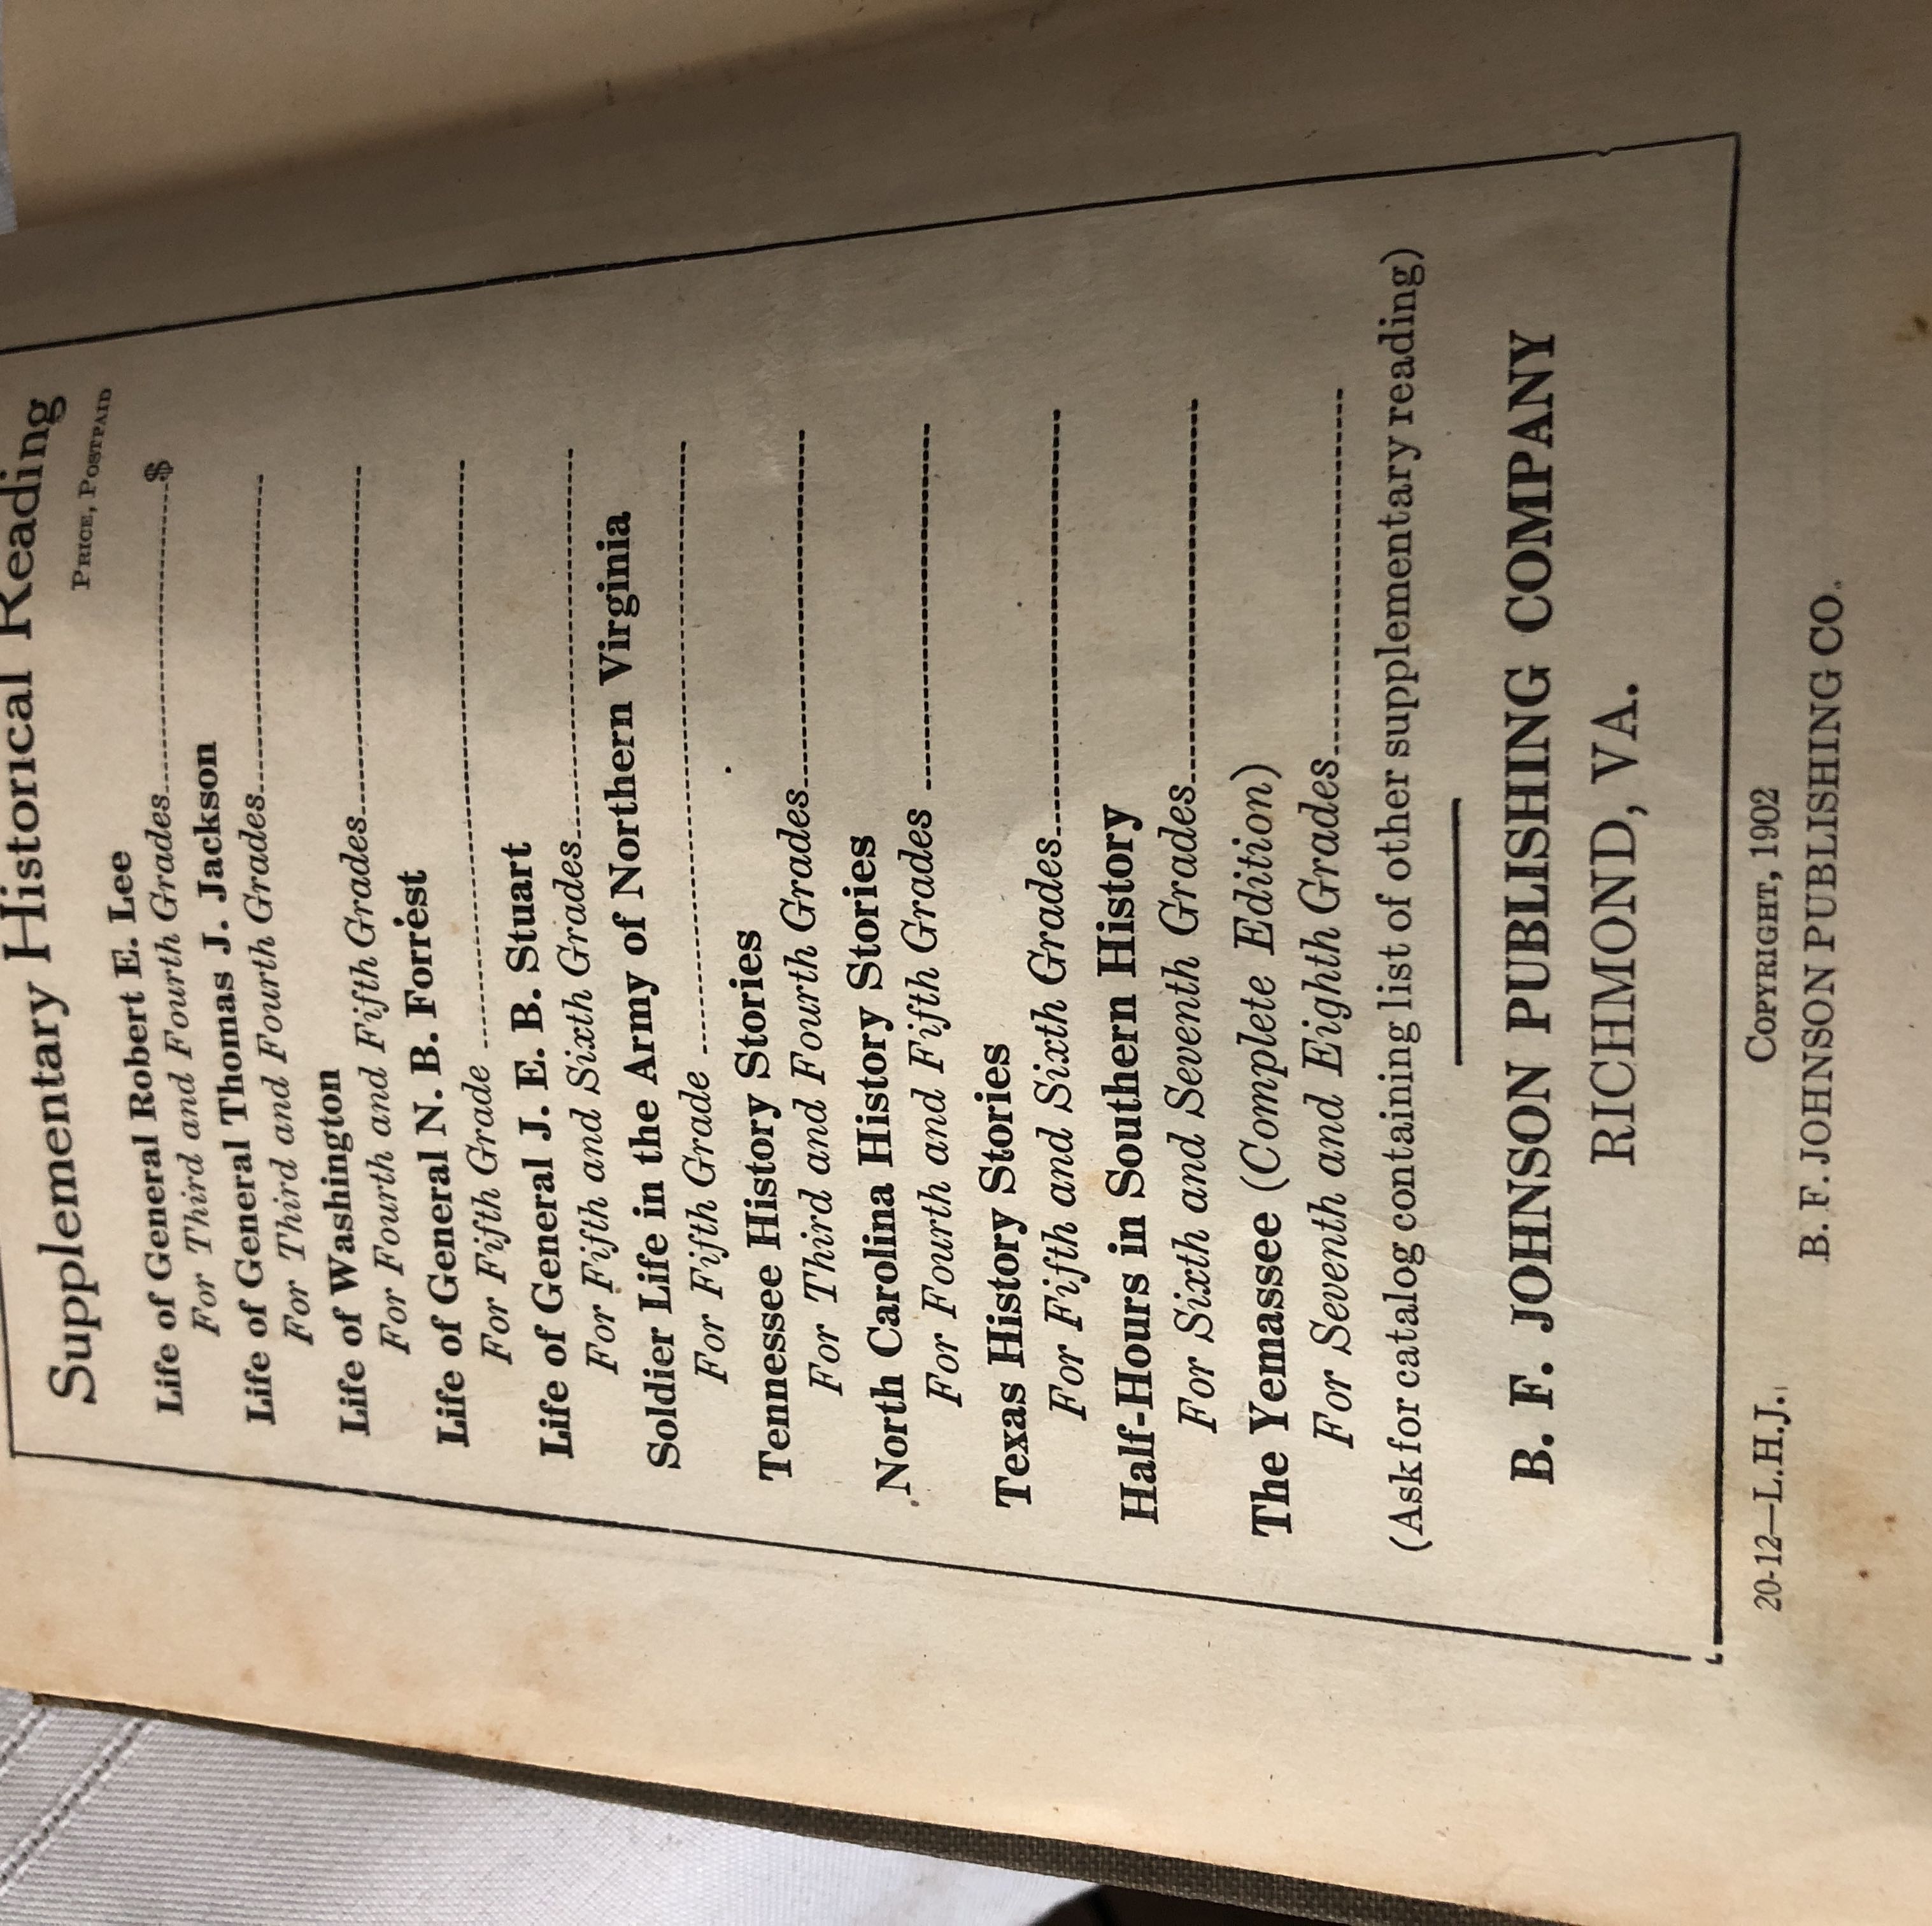 Supplementary Historical Reading
PRICE, POSTPAID
Life of General Robert E. Lee
For Third and Fourth Grades------------------$
Life of General Thomas J. Jackson
For Third and Fourth Grades------------------
Life of Washington
For Fourth and Fifth Grades------------------
Life of General N. B. Forrest
For Fifth Grade ------------------------------
Life of General J. E. B. Stuart
For Fifth and Sixth Grades------------------
Soldier Life in the Army of Northern Virginia
For Fifth Grade ------------------------------
Tennessee History Stories
For Third and Fourth Grades------------------
North Carolina History Stories
For Fourth and Fifth Grades ------------------
Texas History Stories
For Fifth and Sixth Grades------------------
Half-Hours in Southern History
For Sixth and Seventh Grades------------------
The Yemassee (Complete Edition)
For Seventh and Eighth Grades------------------
(Ask for catalog containing list of other supplementary reading)
B. F. JOHNSON PUBLISHING COMPANY
RICHMOND, VA.
20-12—L.H.J.
COPYRIGHT, 1902
B. F. JOHNSON PUBLISHING CO.